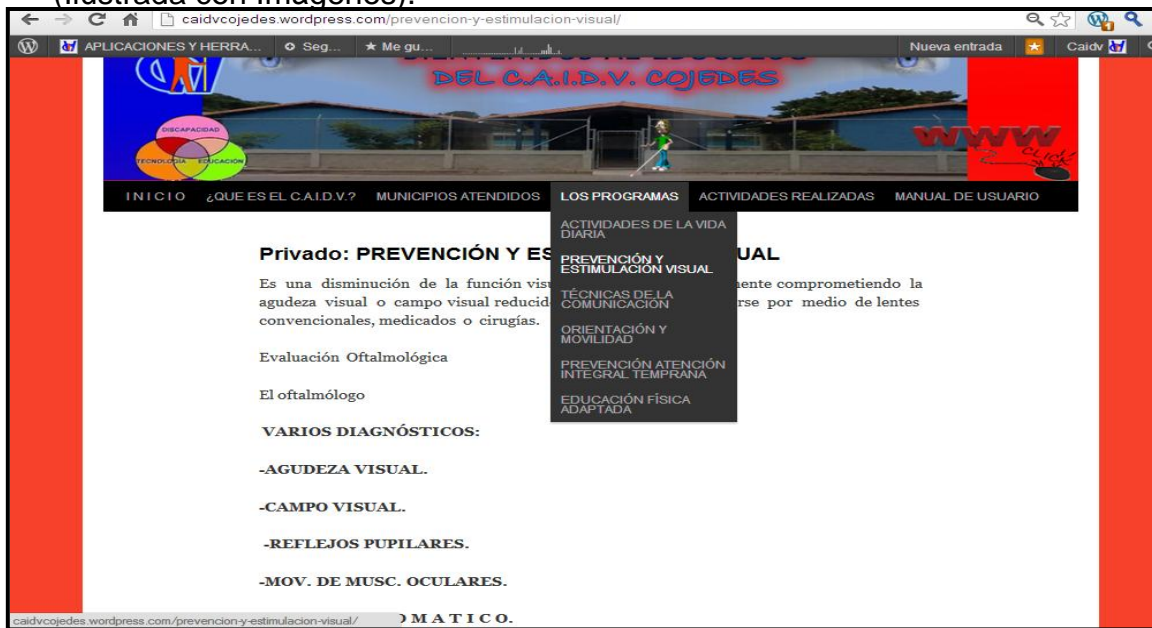 (Ilustrada con imágenes).
caidvcojedes.wordpress.com/prevencion-y-estimulacion-visual/
APLICACIONES Y HERRA... Seg... Me gu... Nueva entrada Caidv
DEL C.A.I.D.V. COJEDES
DISCAPACIDAD
TECNOLOGÍA EDUCACIÓN
WWW
CLICK!
INICIO ¿QUE ES EL C.A.I.D.V.? MUNICIPIOS ATENDIDOS LOS PROGRAMAS ACTIVIDADES REALIZADAS MANUAL DE USUARIO
ACTIVIDADES DE LA VIDA
DIARIA
PREVENCIÓN Y
ESTIMULACIÓN VISUAL
TÉCNICAS DE LA
COMUNICACIÓN
ORIENTACIÓN Y
MOVILIDAD
PREVENCIÓN ATENCIÓN
INTEGRAL TEMPRANA
EDUCACIÓN FÍSICA
ADAPTADA
Privado: PREVENCIÓN Y ES UAL
Es una disminución de la función vis ente comprometiendo la
agudeza visual o campo visual reducid rse por medio de lentes
convencionales, medicados o cirugías.
Evaluación Oftalmológica
El oftalmólogo
VARIOS DIAGNÓSTICOS:
-AGUDEZA VISUAL.
-CAMPO VISUAL.
-REFLEJOS PUPILARES.
-MOV. DE MUSC. OCULARES.
O M A T I C O.
caidvcojedes.wordpress.com/prevencion-y-estimulacion-visual/